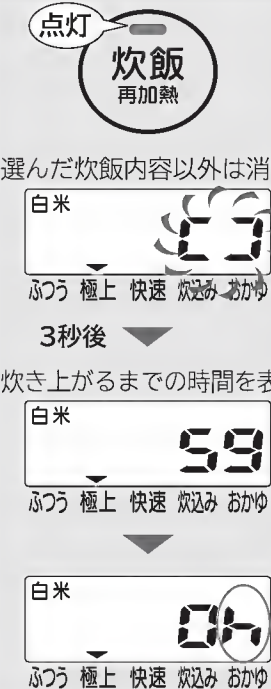 点灯
炊飯
再加熱
選んだ炊飯内容以外は消
白米
ふつう 極上 快速 炊込み おかゆ
3秒後
炊き上がるまでの時間を表
白米
59
ふつう 極上 快速 炊込み おかゆ
白米
0h
ふつう 極上 快速 炊込み おかゆ